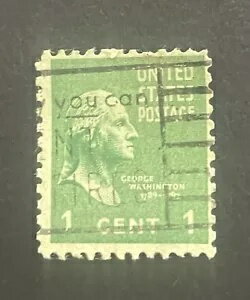 UNITED
STATES
POSTAGE
you can
GEORGE
WASHINGTON
1 CENT 1